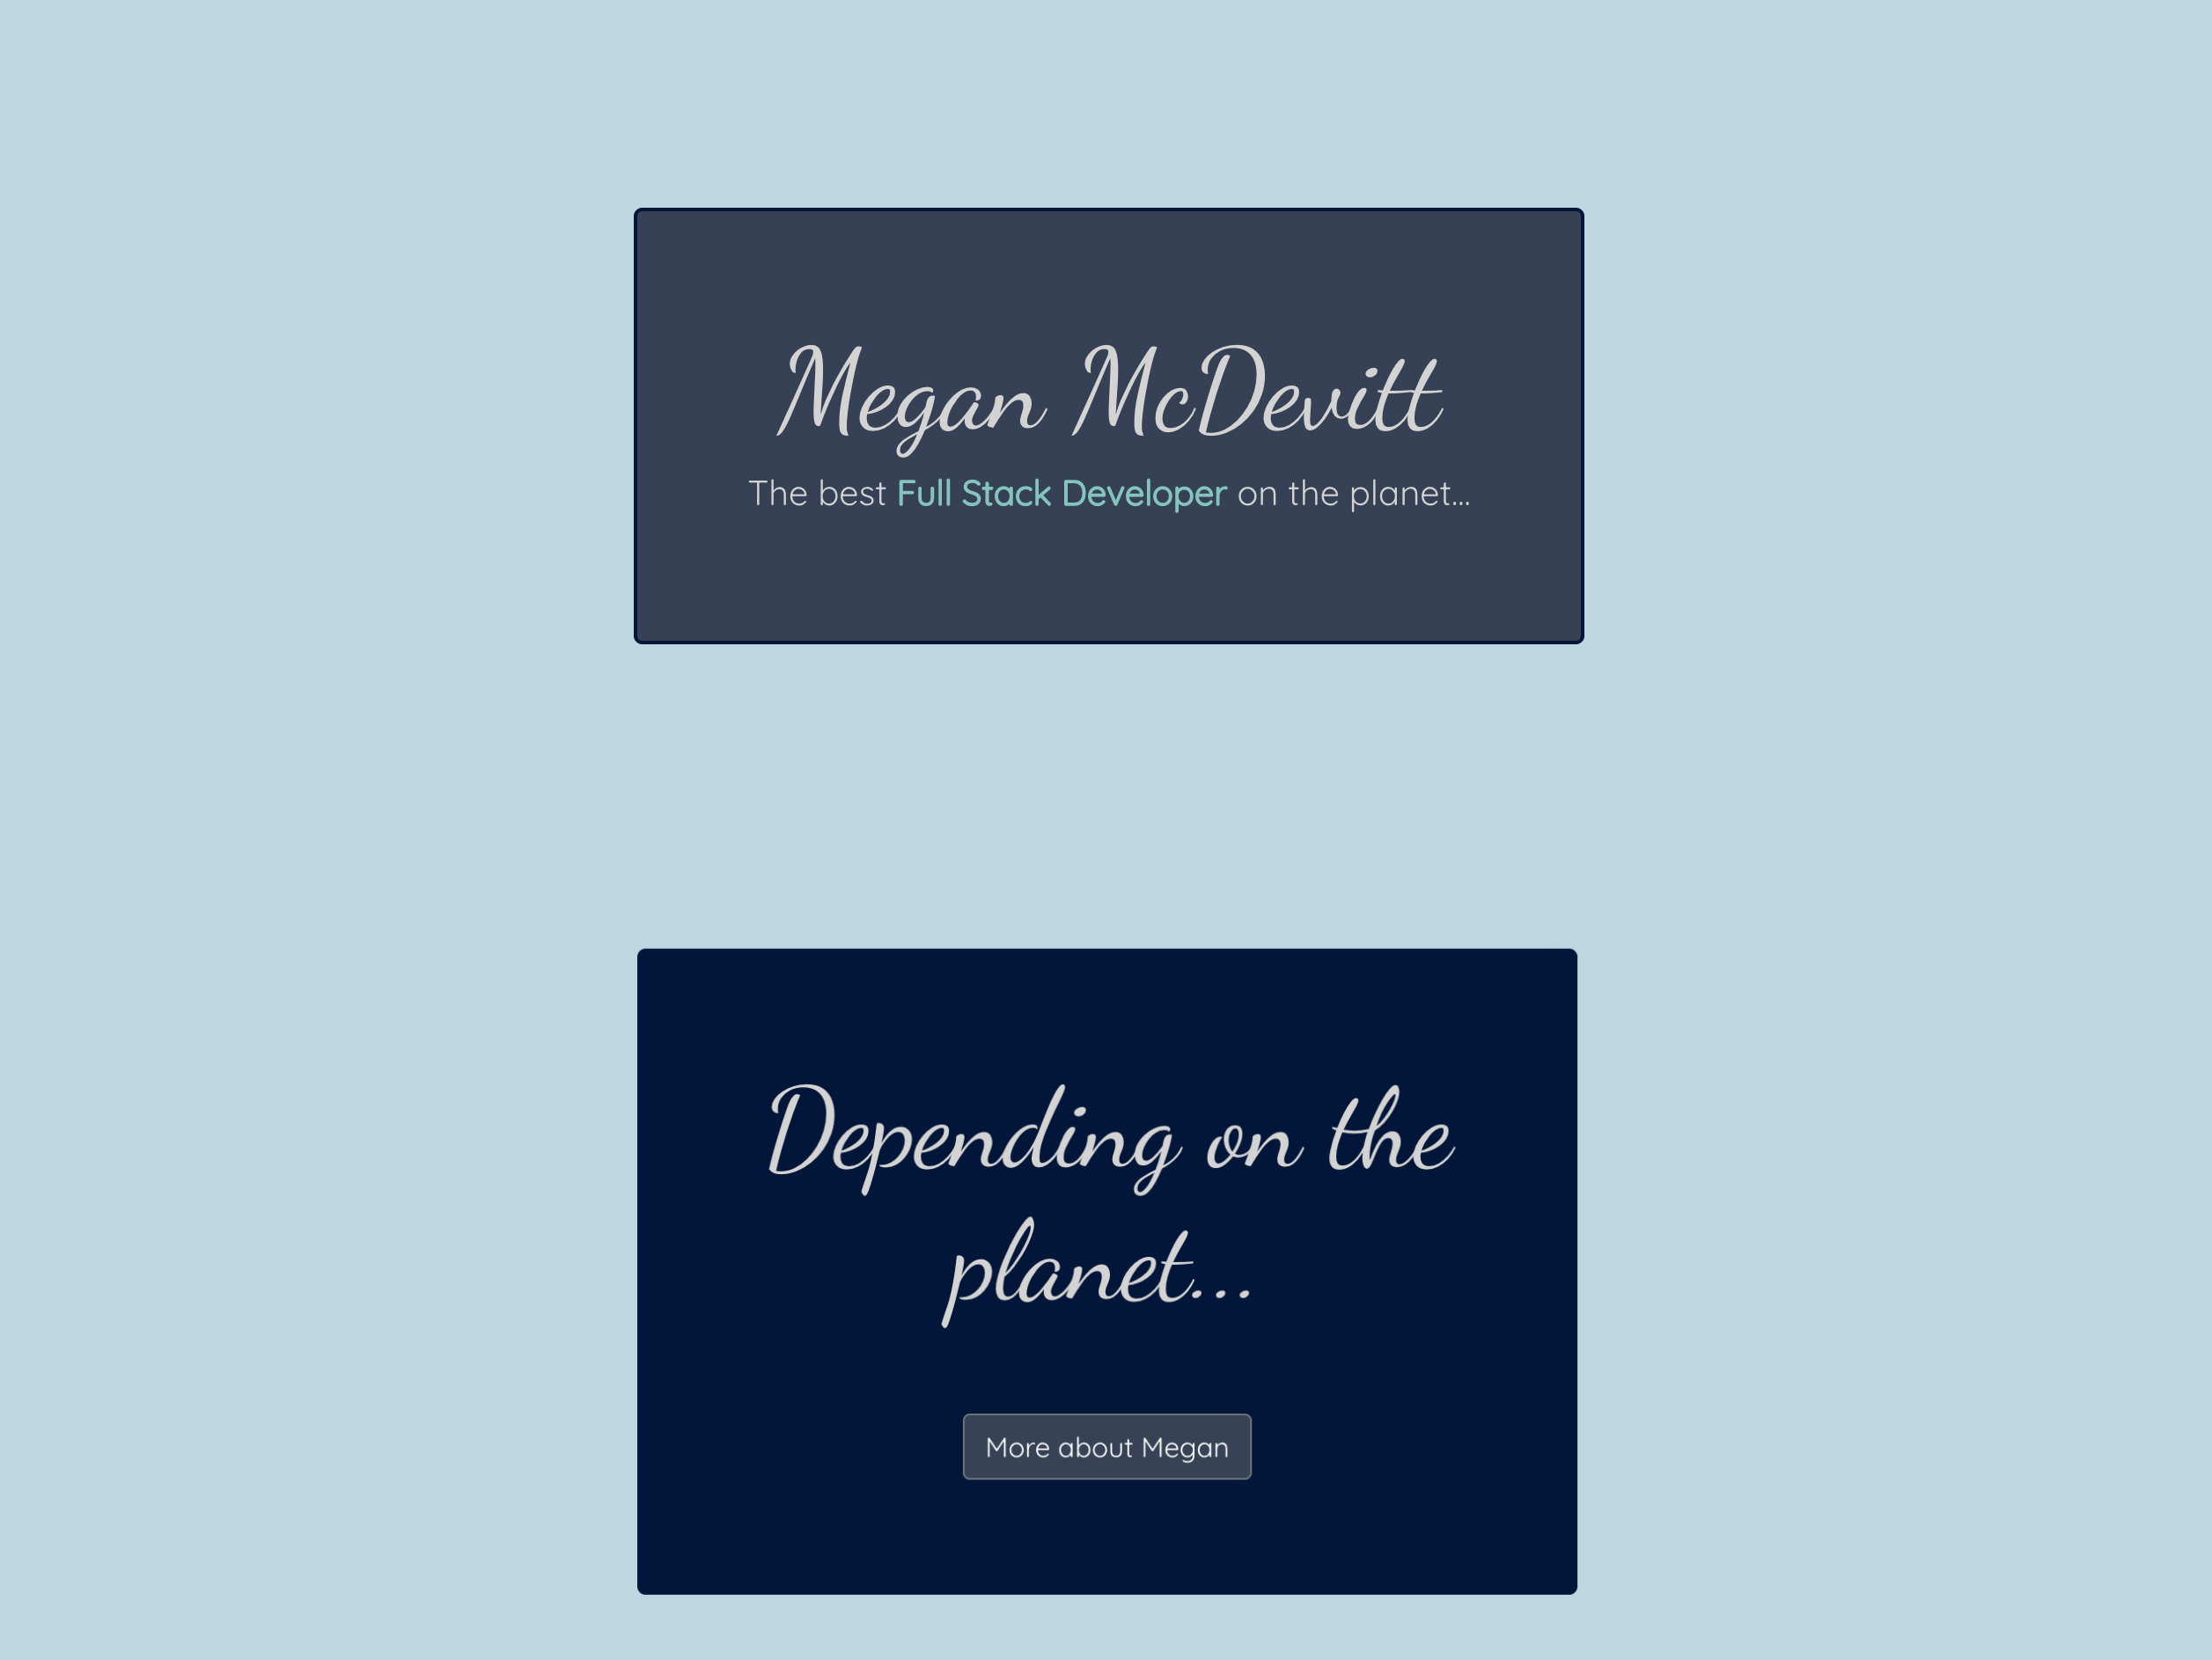 Megan McDevitt
The best Full Stack Developer on the planet...
Depending on the
planet...
More about Megan